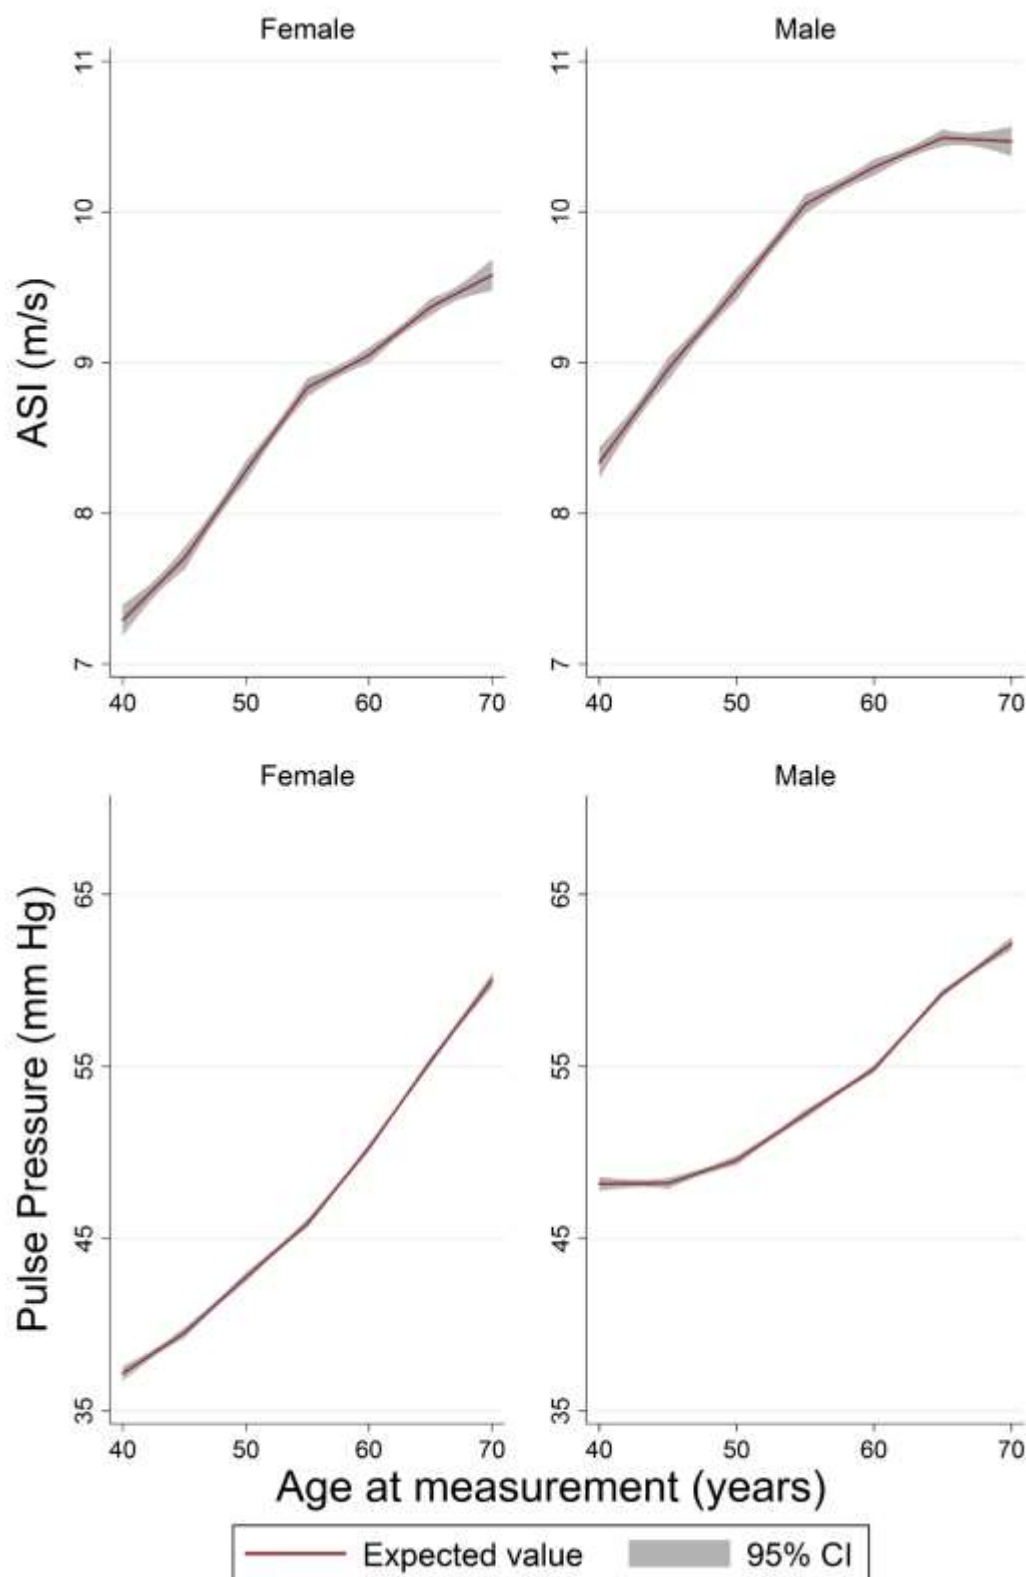 Female Male
ASI (m/s)
11
10
9
8
7
11
10
9
8
7
40 50 60 70
40 50 60 70
Female Male
Pulse Pressure (mm Hg)
65
55
45
35
65
55
45
35
40 50 60 70
40 50 60 70
Age at measurement (years)
Expected value 95% CI